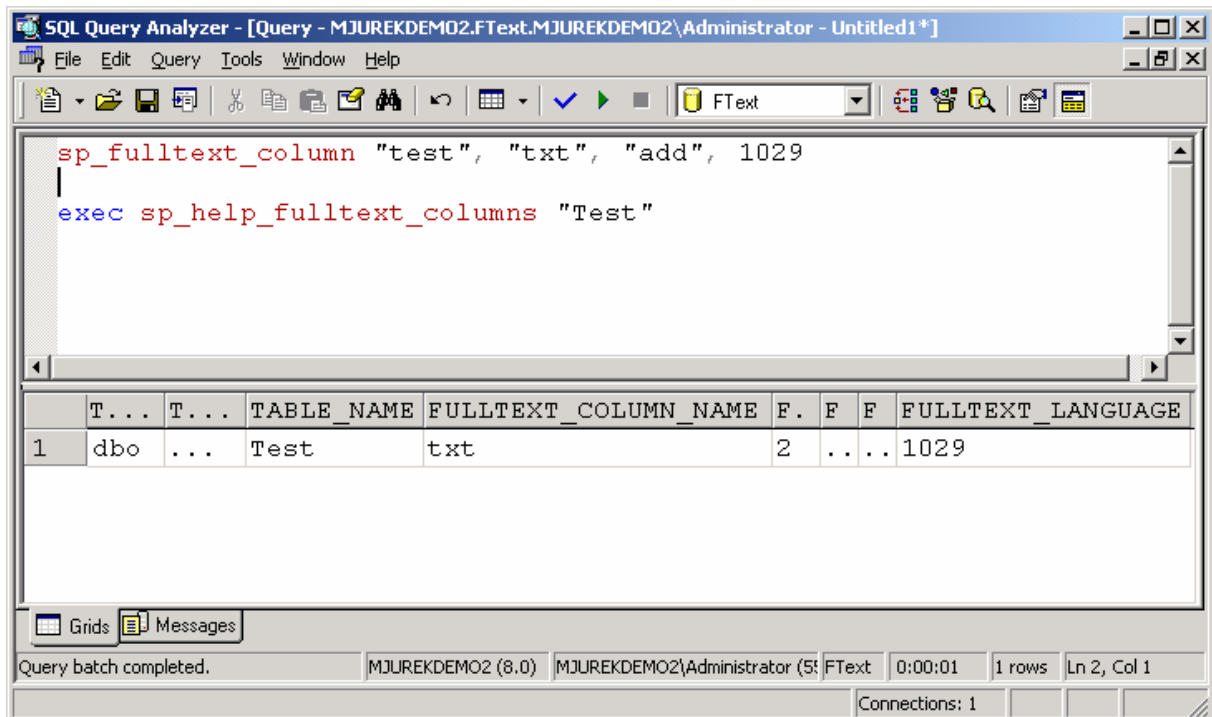 SQL Query Analyzer - [Query - MJUREKDEMO2.FText.MJUREKDEMO2\Administrator - Untitled1*]
File Edit Query Tools Window Help
FText
sp_fulltext_column "test", "txt", "add", 1029
exec sp_help_fulltext_columns "Test"
T... T... TABLE_NAME FULLTEXT_COLUMN_NAME F. F F FULLTEXT_LANGUAGE
1 dbo ... Test txt 2 .. .. 1029
Grids Messages
Query batch completed. MJUREKDEMO2 (8.0) MJUREKDEMO2\Administrator (5 FText 0:00:01 1 rows Ln 2, Col 1
Connections: 1